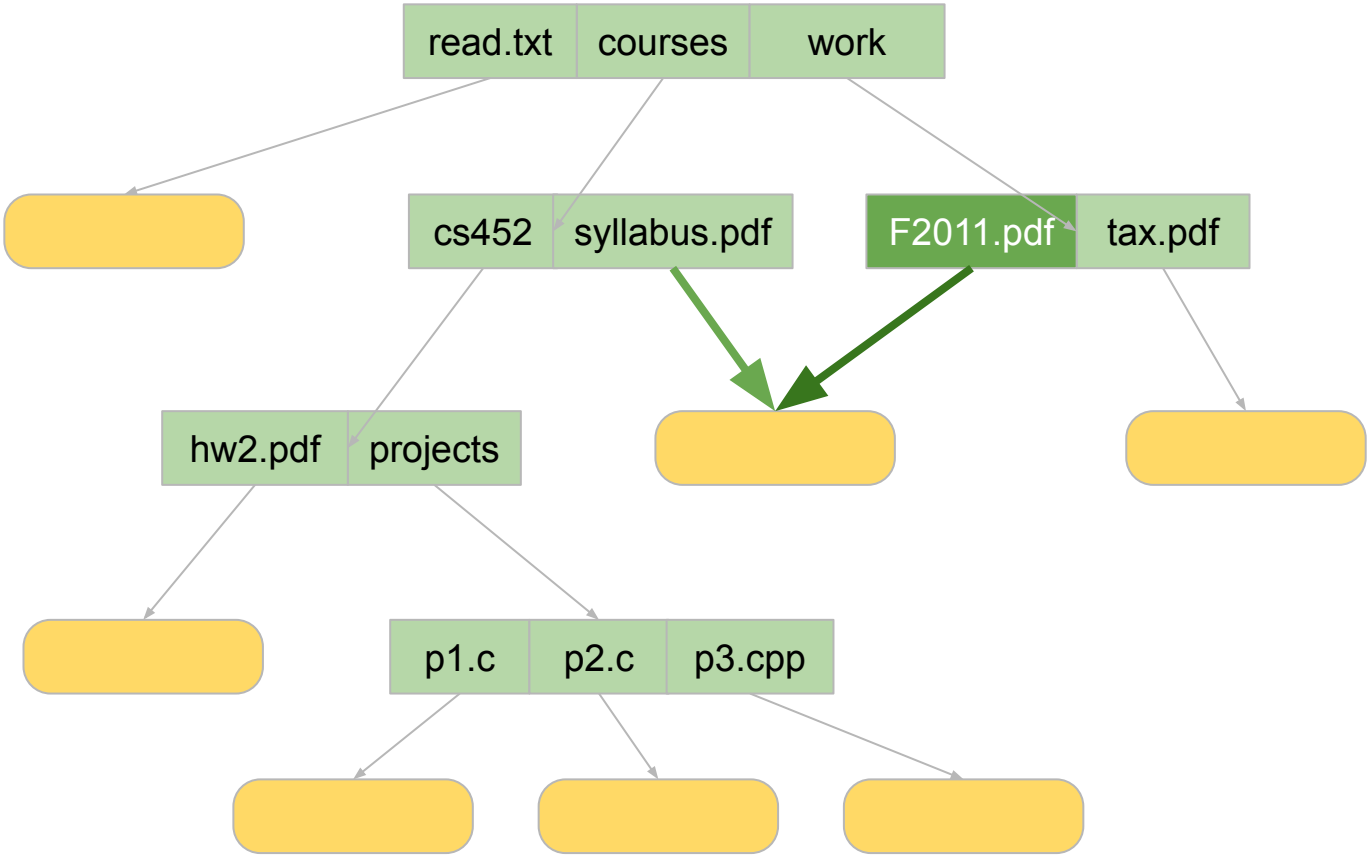 read.txt courses work
cs452 syllabus.pdf F2011.pdf tax.pdf
hw2.pdf projects
p1.c p2.c p3.cpp